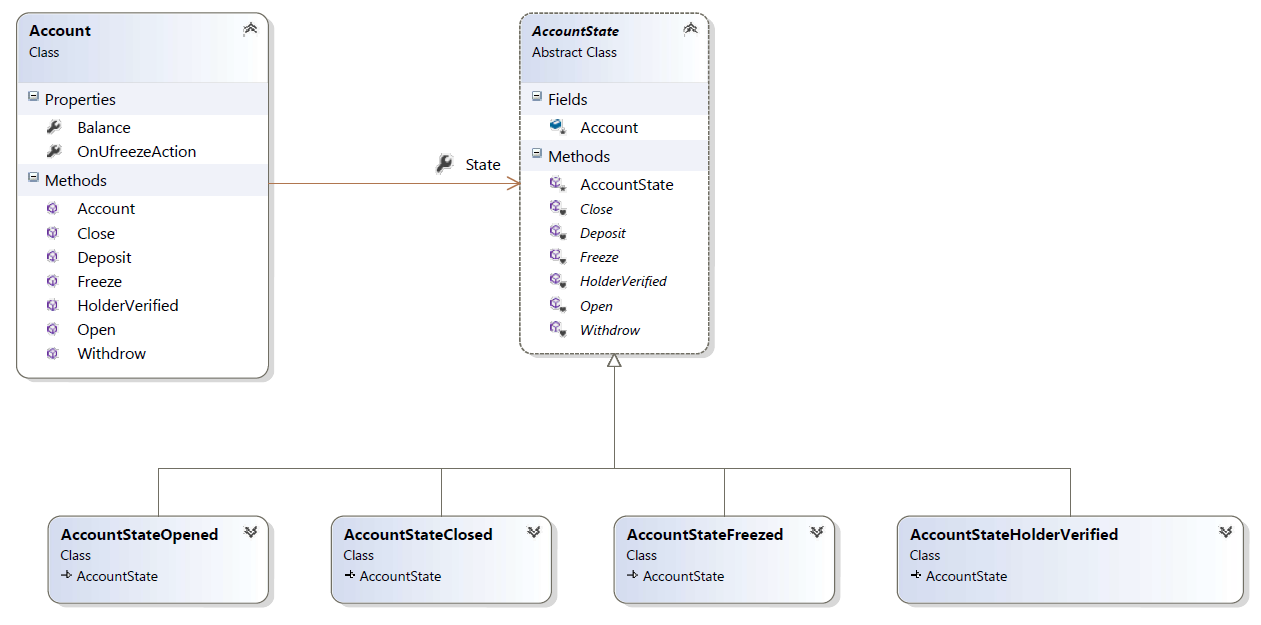 Account
Class
Properties
Balance
OnUfreezeAction
Methods
Account
Close
Deposit
Freeze
HolderVerified
Open
Withdrow
State
AccountState
Abstract Class
Fields
Account
Methods
AccountState
Close
Deposit
Freeze
HolderVerified
Open
Withdrow
AccountStateOpened
Class
AccountState
AccountStateClosed
Class
AccountState
AccountStateFreezed
Class
AccountState
AccountStateHolderVerified
Class
AccountState